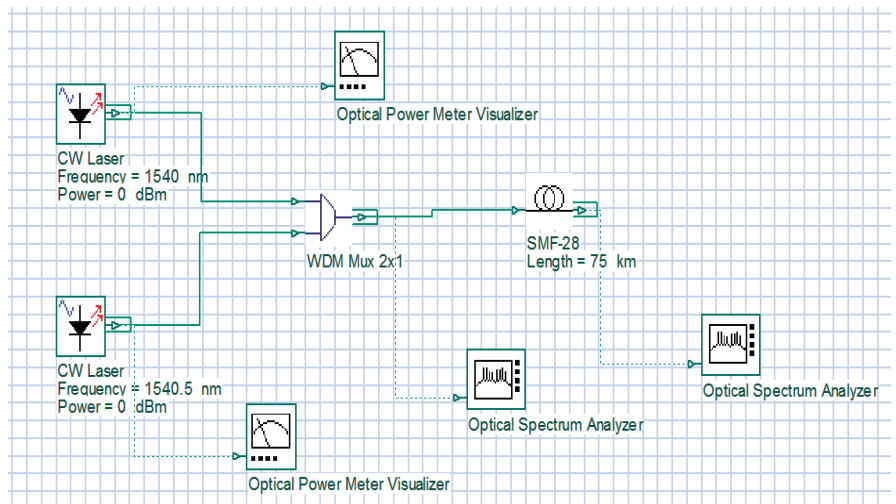 Optical Power Meter Visualizer
CW Laser
Frequency = 1540 nm
Power = 0 dBm
WDM Mux 2x1
SMF-28
Length = 75 km
CW Laser
Frequency = 1540.5 nm
Power = 0 dBm
Optical Spectrum Analyzer
Optical Spectrum Analyzer
Optical Power Meter Visualizer